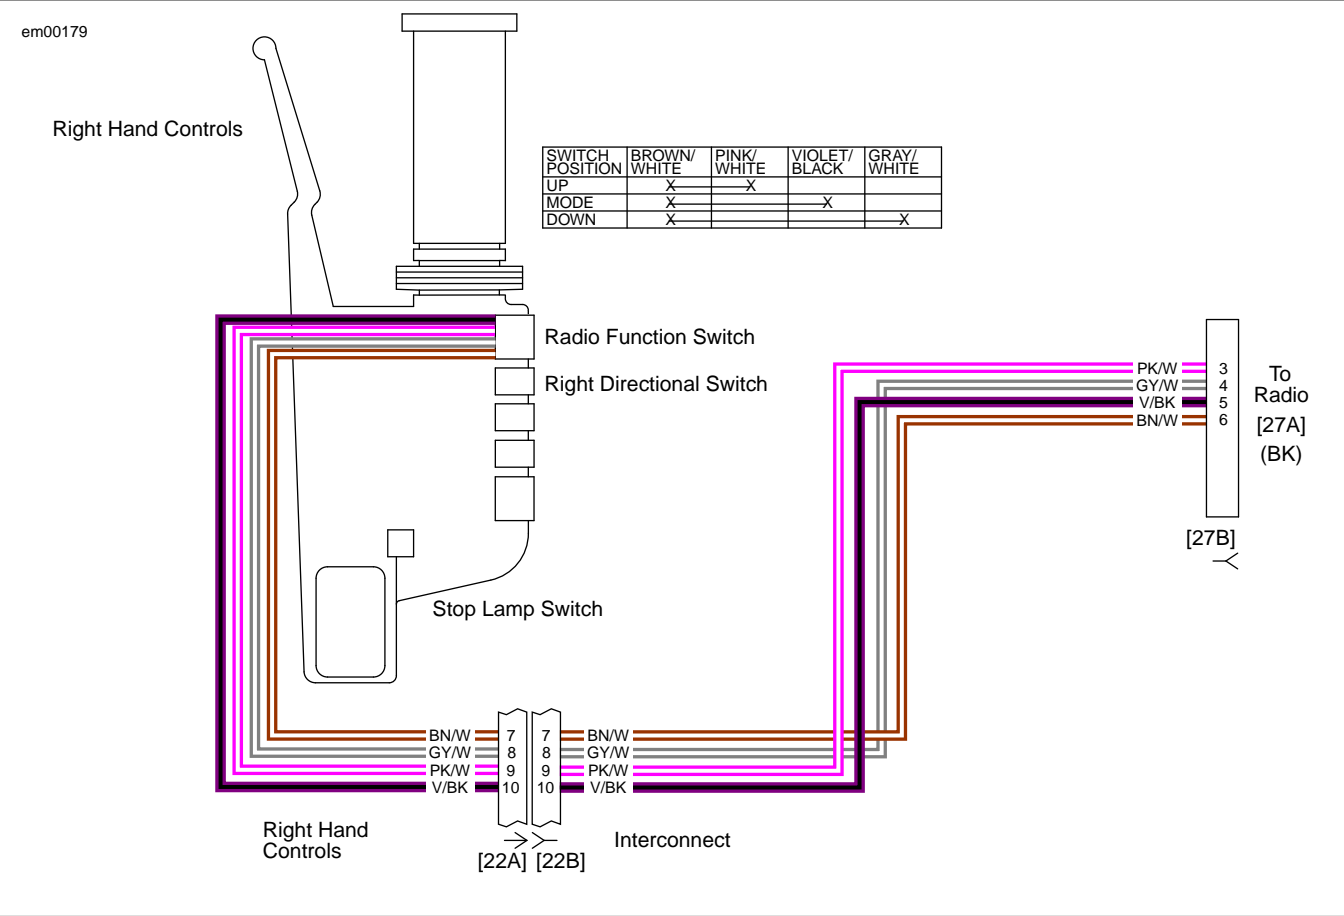 em00179
Right Hand Controls
SWITCH POSITION BROWN/ WHITE PINK/ WHITE VIOLET/ BLACK GRAY/ WHITE
UP X X
MODE X X
DOWN X X
Radio Function Switch
Right Directional Switch
Stop Lamp Switch
PK/W 3
GY/W 4
V/BK 5
BN/W 6
To
Radio
[27A]
(BK)
[27B]
BN/W 7 7 BN/W
GY/W 8 8 GY/W
PK/W 9 9 PK/W
V/BK 10 10 V/BK
Right Hand
Controls
Interconnect
[22A] [22B]